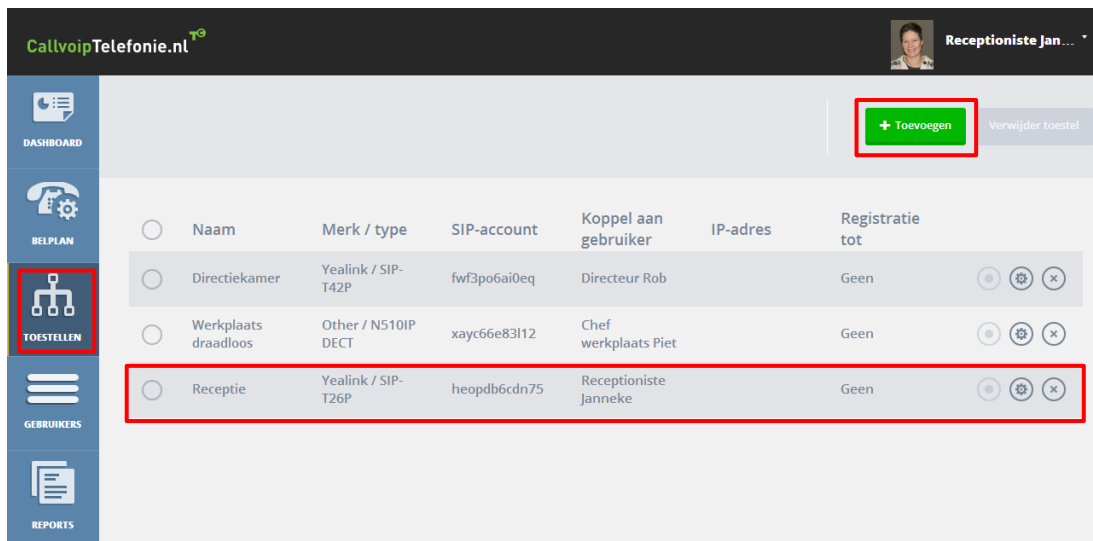 CallvoipTelefonie.nl
Receptioniste Jan...
DASHBOARD
+ Toevoegen
Verwijder toestel
BELPLAN
Naam Merk / type SIP-account Koppel aan gebruiker IP-adres Registratie tot
Directiekamer Yealink / SIP-T42P fwf3po6ai0eq Directeur Rob Geen
TOESTELLEN
Werkplaats draadloos Other / N510IP DECT xayc66e83l12 Chef werkplaats Piet Geen
Receptie Yealink / SIP-T26P heopdb6cdn75 Receptioniste Janneke Geen
GEBRUIKERS
REPORTS